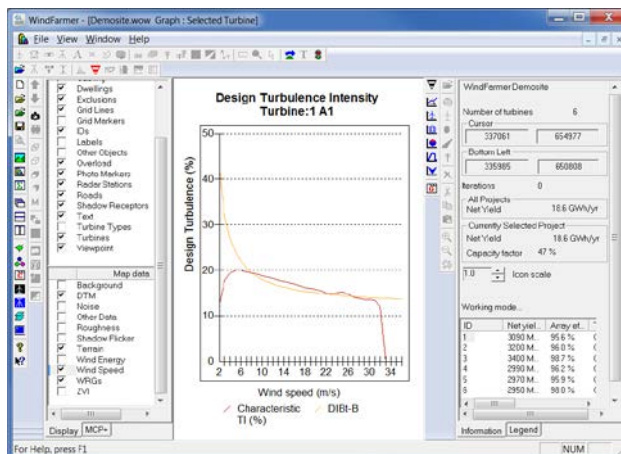 WindFarmer - [Demosite.wow Graph : Selected Turbine]
File View Window Help
Dwellings
Exclusions
Grid Lines
Grid Markers
IDs
Labels
Other Objects
Overload
Photo Markers
Radar Stations
Roads
Shadow Receptors
Text
Turbine Types
Turbines
Viewpoint
Map data
Background
DTM
Noise
Other Data
Roughness
Shadow Flicker
Terrain
Wind Energy
Wind Speed
WRGs
ZVI
Display MCP+
Design Turbulence Intensity
Turbine:1 A1
Design Turbulence (%)
50
40
30
20
10
0
2 6 10 14 18 22 26 30 34
Wind speed (m/s)
Characteristic TI (%)
DIBt-B
WindFarmer Demosite
Number of turbines 6
Cursor
337061 654977
Bottom Left
335985 650808
Iterations 0
All Projects
Net Yield 18.6 GWh/yr
Currently Selected Project
Net Yield 18.6 GWh/yr
Capacity factor 47 %
1.0 Icon scale
Working mode...
ID Net yiel... Array et...
1 3090 M... 95.6 %
2 3200 M... 96.0 %
3 3400 M... 98.7 %
4 2990 M... 96.2 %
5 2970 M... 95.9 %
6 2950 M... 98.0 %
Information Legend
For Help, press F1
NUM